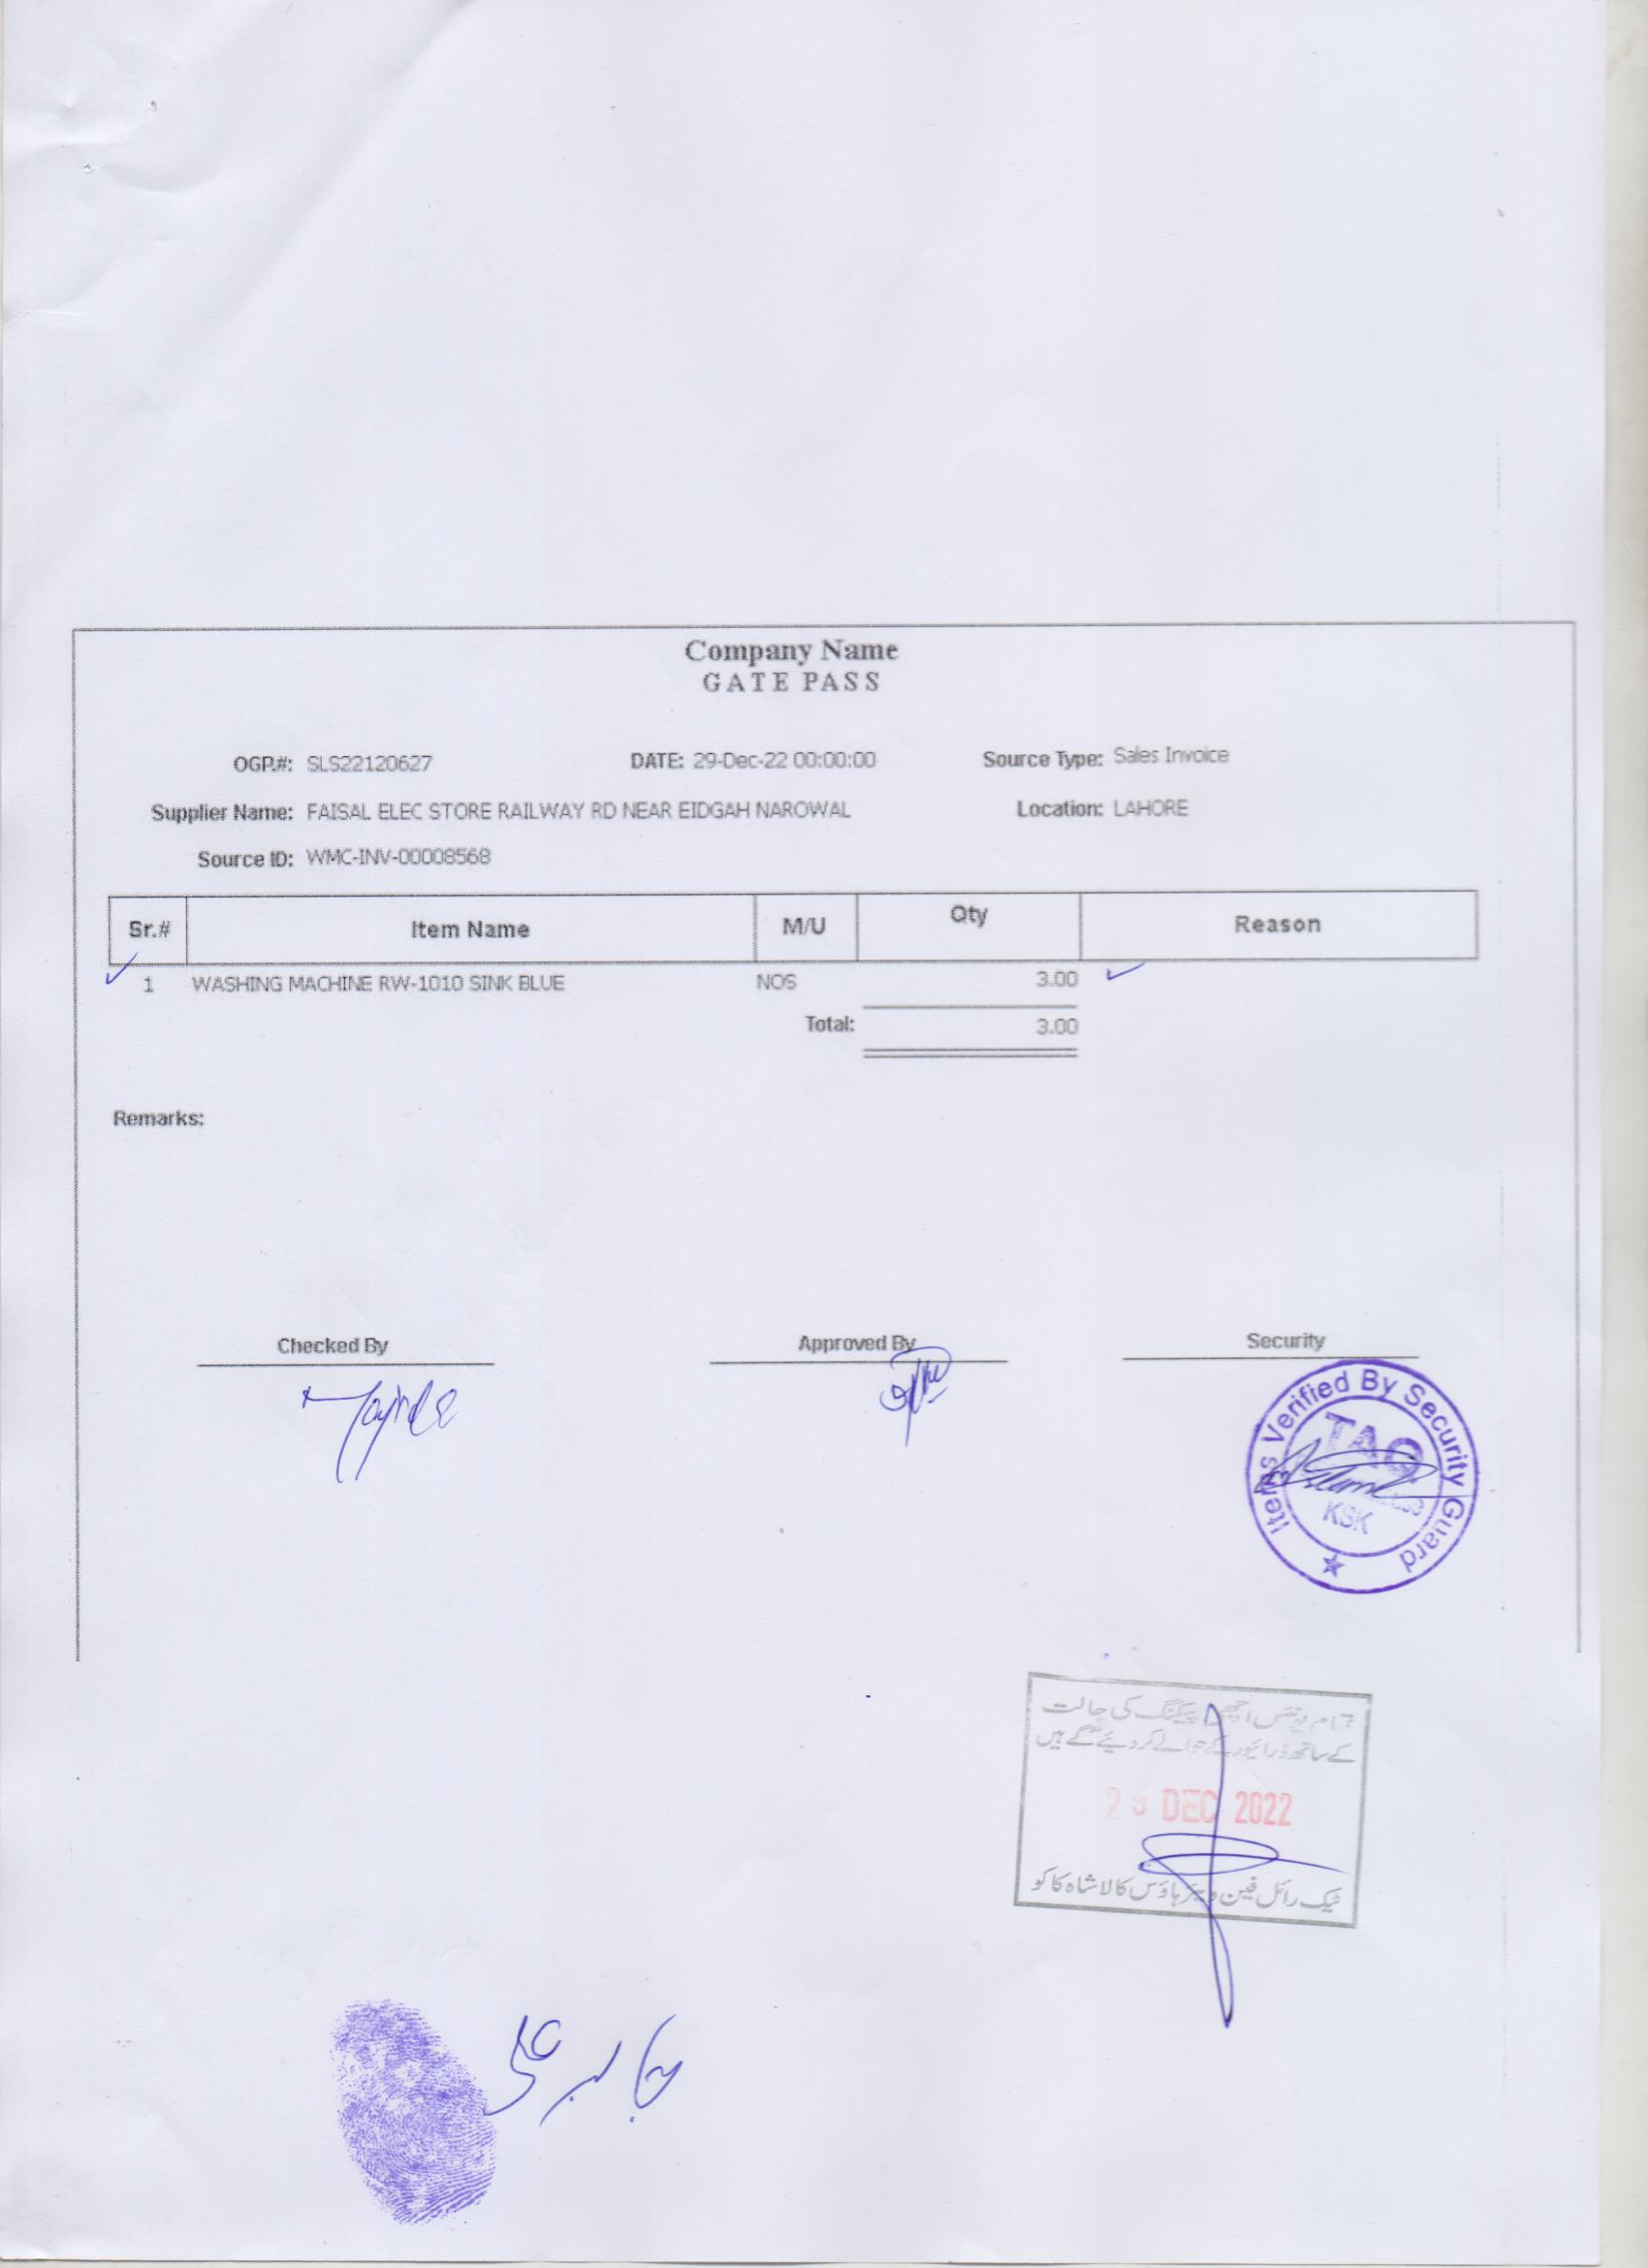 Company Name
GATE PASS
OGP.#: SLS22120627 DATE: 29-Dec-22 00:00:00 Source Type: Sales Invoice
Supplier Name: FAISAL ELEC STORE RAILWAY RD NEAR EIDGAH NAROWAL Location: LAHORE
Source ID: WMC-INV-00008568
Sr.# Item Name M/U Qty Reason
1 WASHING MACHINE RW-1010 SINK BLUE NOS 3.00
Total: 3.00
Remarks:
Checked By Approved By Security
Items Verified By Security Guard
TAQ
KSK
تمام یونٹس اچھی پیکنگ کی حالت
کے ساتھ ڈرائیور کے حوالے کر دیئے گئے ہیں
29 DEC 2022
ٹیک رائل فین ویئر ہاؤس کالا شاہ کاکو